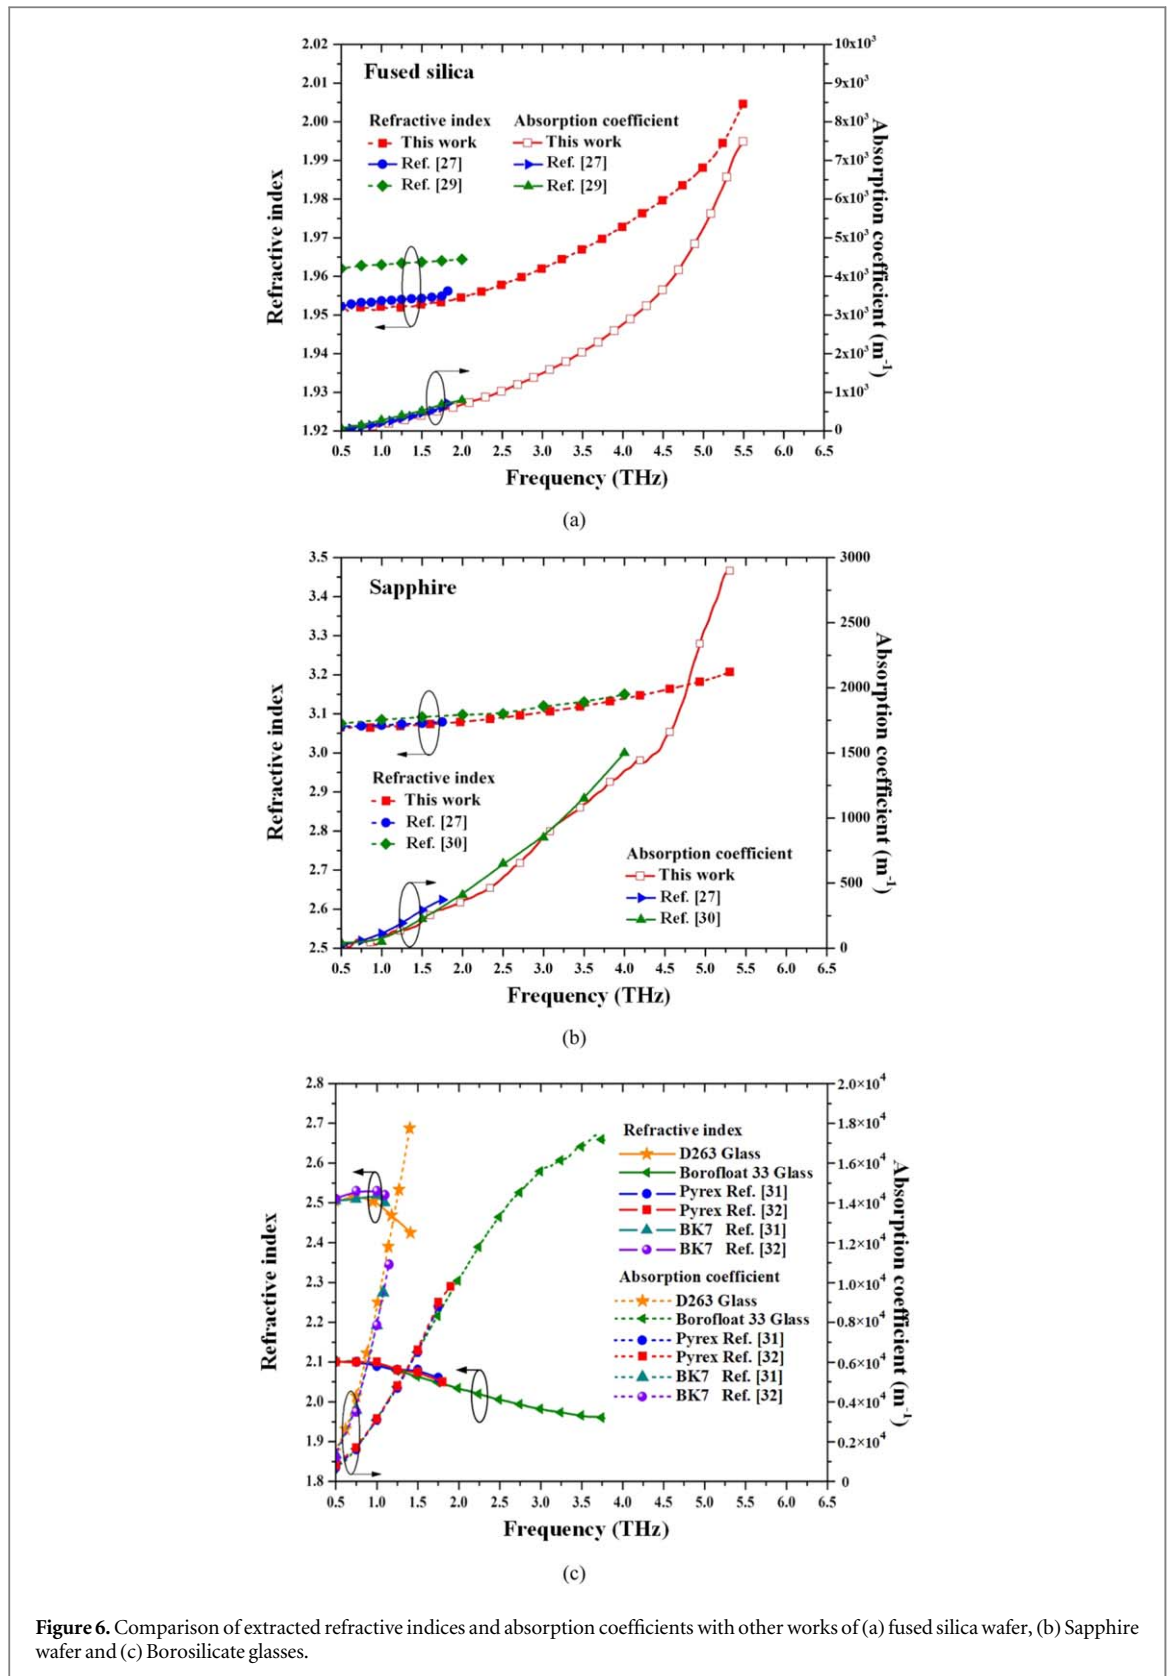 2.02
2.01
2.00
1.99
1.98
1.97
1.96
1.95
1.94
1.93
1.92
Refractive index
Fused silica
Refractive index Absorption coefficient
This work This work
Ref. [27] Ref. [27]
Ref. [29] Ref. [29]
10x10³
9x10³
8x10³
7x10³
6x10³
5x10³
4x10³
3x10³
2x10³
1x10³
0
Absorption coefficient (m⁻¹)
0.5 1.0 1.5 2.0 2.5 3.0 3.5 4.0 4.5 5.0 5.5 6.0 6.5
Frequency (THz)
(a)
3.5
3.4
3.3
3.2
3.1
3.0
2.9
2.8
2.7
2.6
2.5
Refractive index
Sapphire
Refractive index
This work
Ref. [27]
Ref. [30]
Absorption coefficient
This work
Ref. [27]
Ref. [30]
3000
2500
2000
1500
1000
500
0
Absorption coefficient (m⁻¹)
0.5 1.0 1.5 2.0 2.5 3.0 3.5 4.0 4.5 5.0 5.5 6.0 6.5
Frequency (THz)
(b)
2.8
2.7
2.6
2.5
2.4
2.3
2.2
2.1
2.0
1.9
1.8
Refractive index
Refractive index
D263 Glass
Borofloat 33 Glass
Pyrex Ref. [31]
Pyrex Ref. [32]
BK7 Ref. [31]
BK7 Ref. [32]
Absorption coefficient
D263 Glass
Borofloat 33 Glass
Pyrex Ref. [31]
Pyrex Ref. [32]
BK7 Ref. [31]
BK7 Ref. [32]
2.0×10⁴
1.8×10⁴
1.6×10⁴
1.4×10⁴
1.2×10⁴
1.0×10⁴
0.8×10⁴
0.6×10⁴
0.4×10⁴
0.2×10⁴
0
Absorption coefficient (m⁻¹)
0.5 1.0 1.5 2.0 2.5 3.0 3.5 4.0 4.5 5.0 5.5 6.0 6.5
Frequency (THz)
(c)
Figure 6. Comparison of extracted refractive indices and absorption coefficients with other works of (a) fused silica wafer, (b) Sapphire
wafer and (c) Borosilicate glasses.